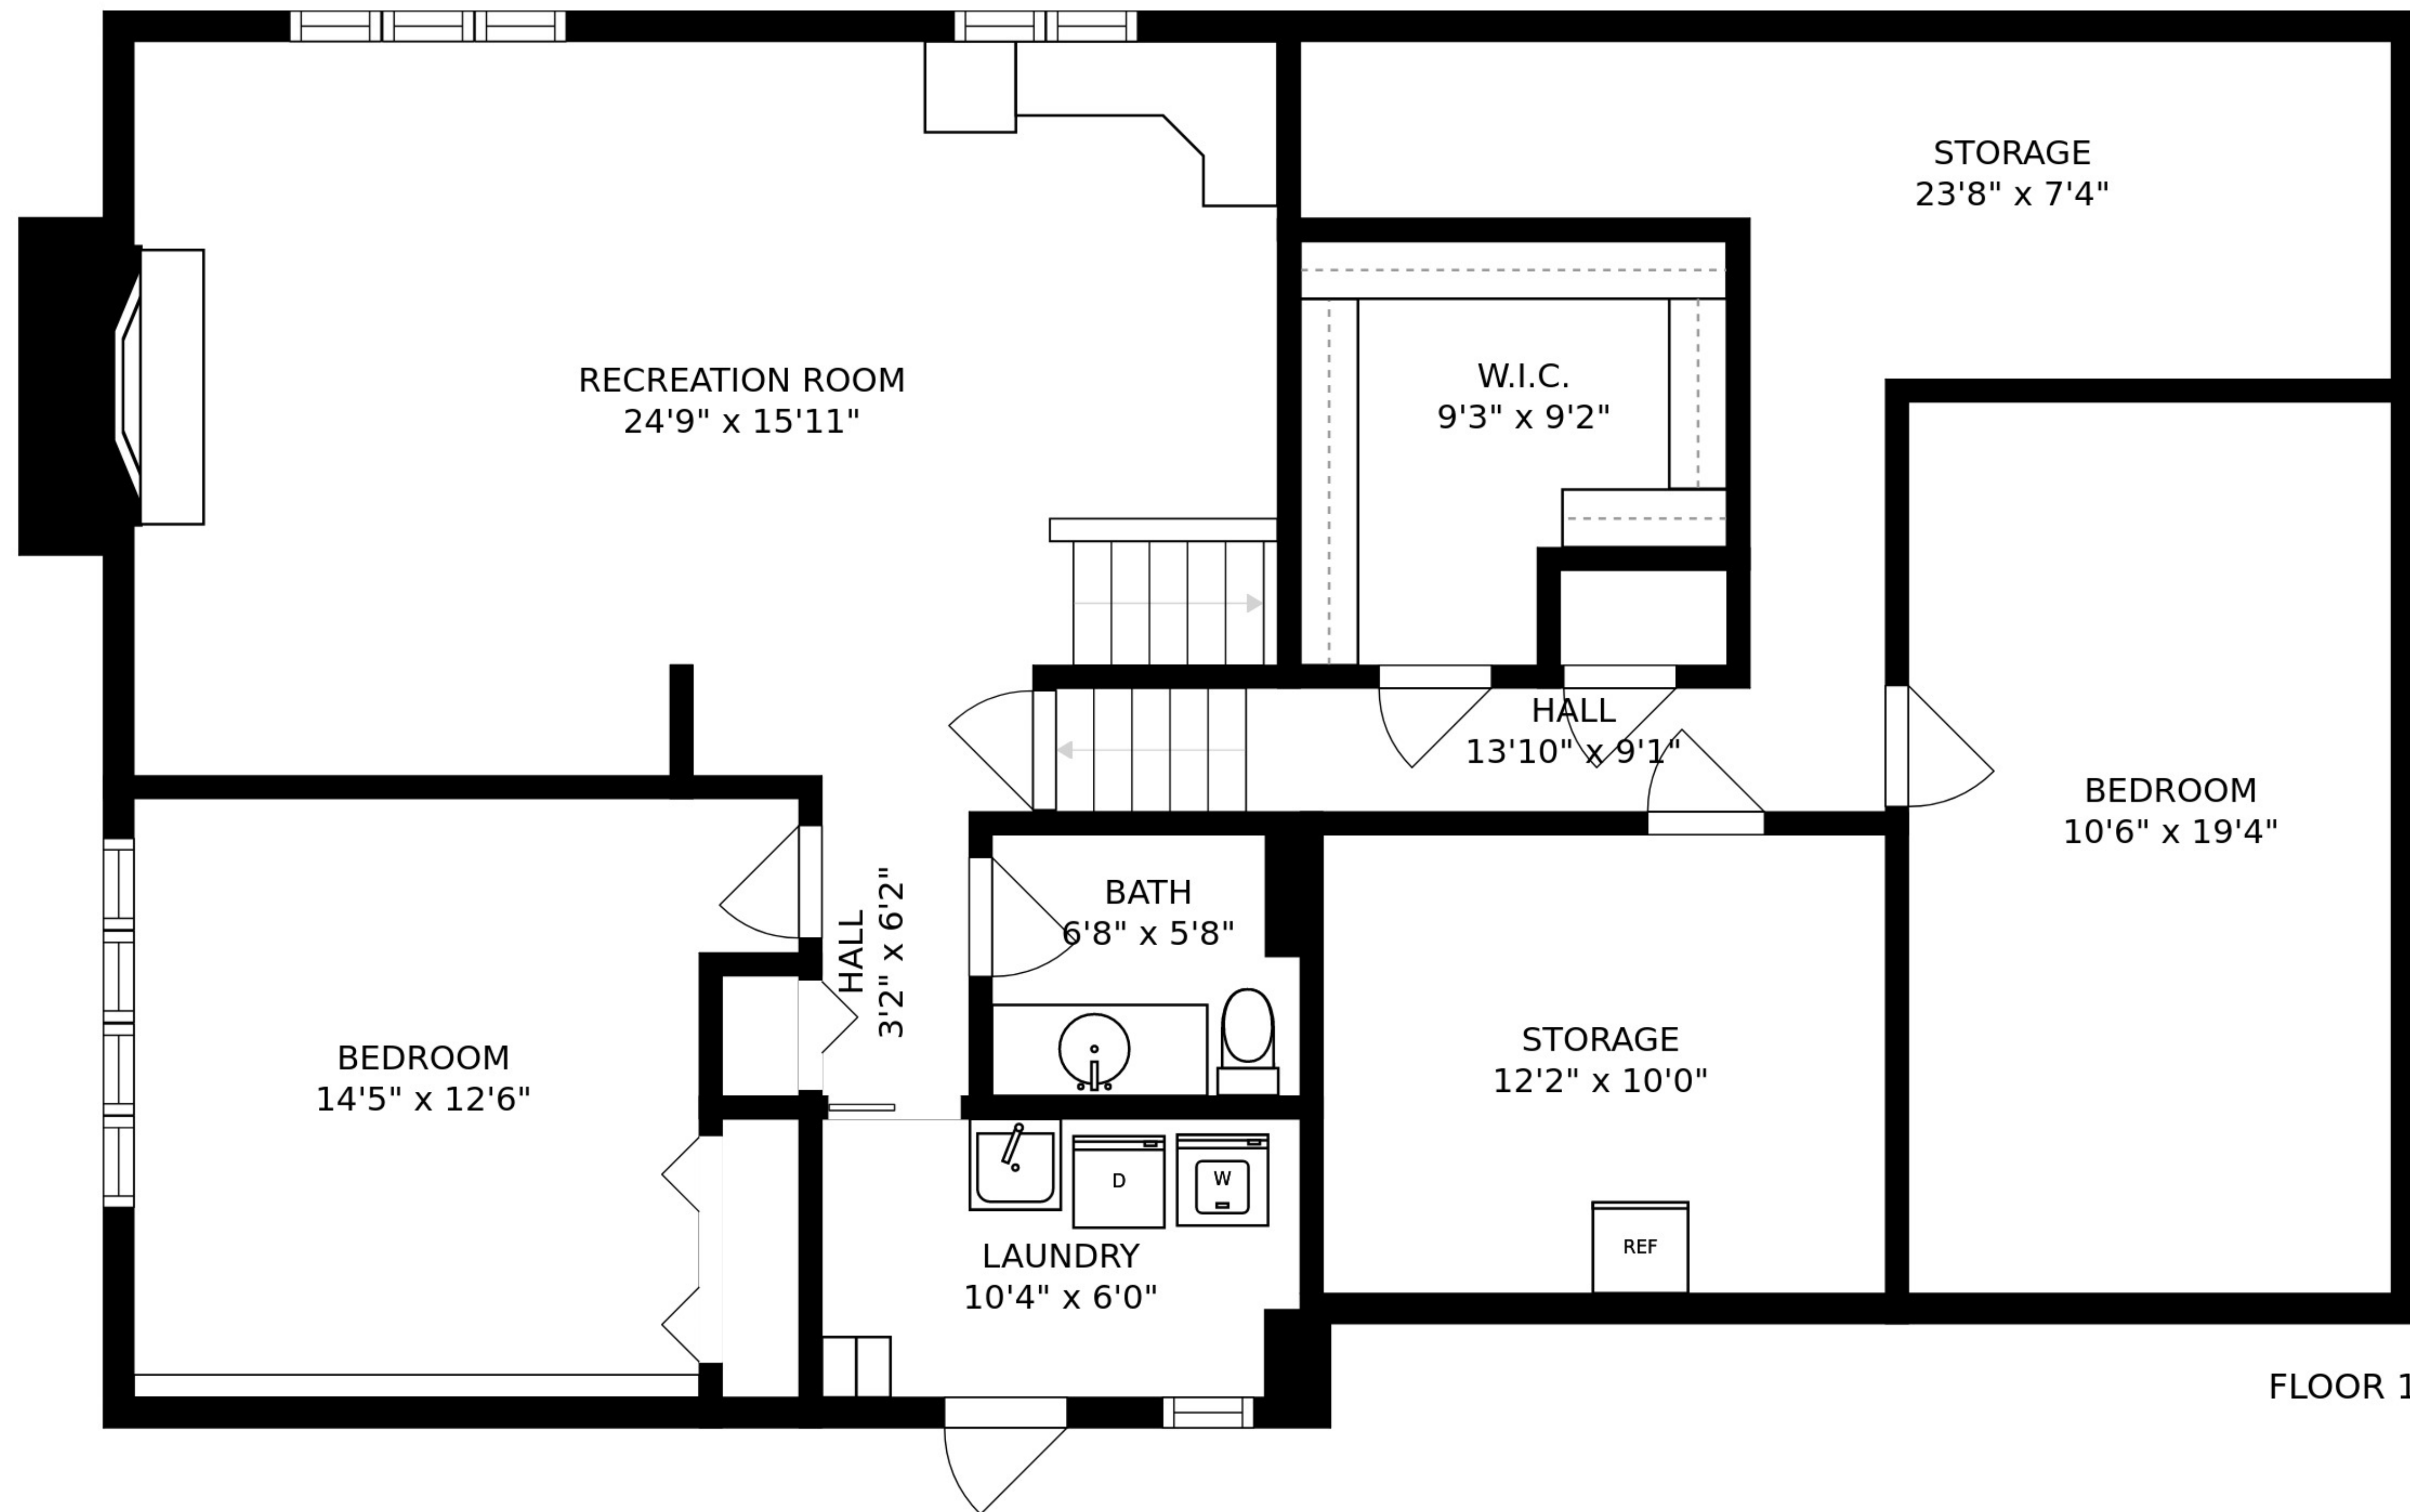 STORAGE
23'8" x 7'4"
RECREATION ROOM
24'9" x 15'11"
W.I.C.
9'3" x 9'2"
HALL
13'10" x 9'1"
BEDROOM
10'6" x 19'4"
BATH
6'8" x 5'8"
HALL
3'2" x 6'2"
BEDROOM
14'5" x 12'6"
STORAGE
12'2" x 10'0"
D
W
REF
LAUNDRY
10'4" x 6'0"
FLOOR 1